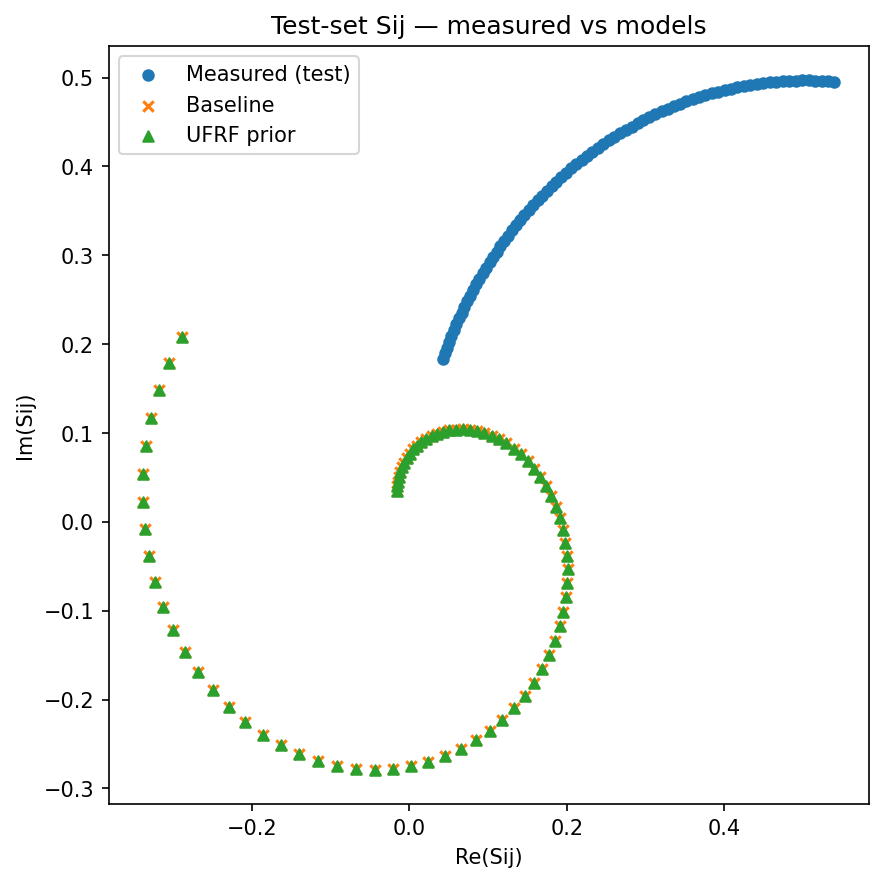 Test-set Sij — measured vs models
Measured (test)
Baseline
UFRF prior
0.5
0.4
0.3
0.2
0.1
0.0
−0.1
−0.2
−0.3
Im(Sij)
−0.2
0.0
0.2
0.4
Re(Sij)